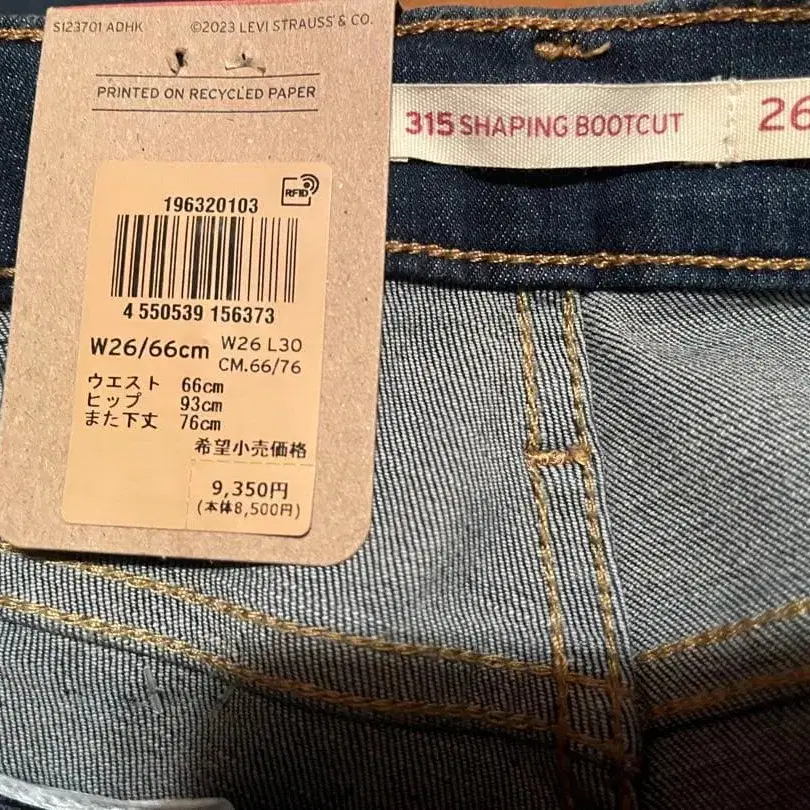 S123701 ADHK ©2023 LEVI STRAUSS & CO.
PRINTED ON RECYCLED PAPER
315 SHAPING BOOTCUT 26
RFID
196320103
4 550539 156373
W26/66cm W26 L30
CM.66/76
ウエスト 66cm
ヒップ 93cm
また下丈 76cm
希望小売価格
9,350円
(本体8,500円)